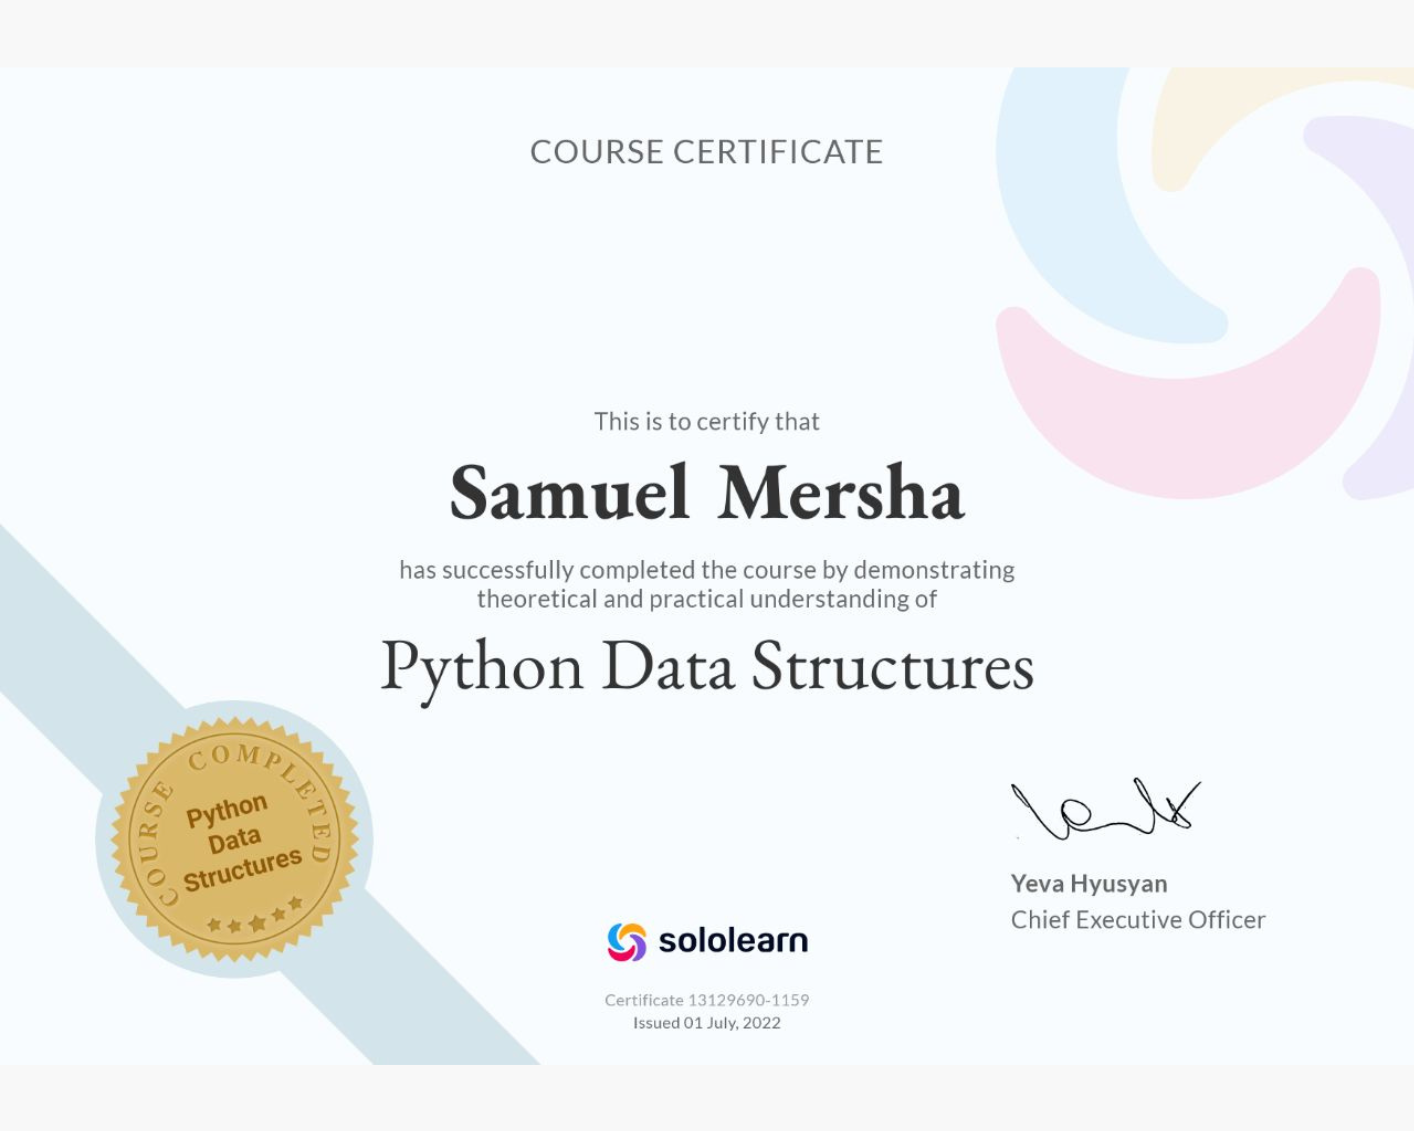 COURSE CERTIFICATE
This is to certify that
Samuel Mersha
has successfully completed the course by demonstrating
theoretical and practical understanding of
Python Data Structures
COURSE COMPLETED
Python
Data
Structures
Yeva Hyusyan
Chief Executive Officer
sololearn
Certificate 13129690-1159
Issued 01 July, 2022